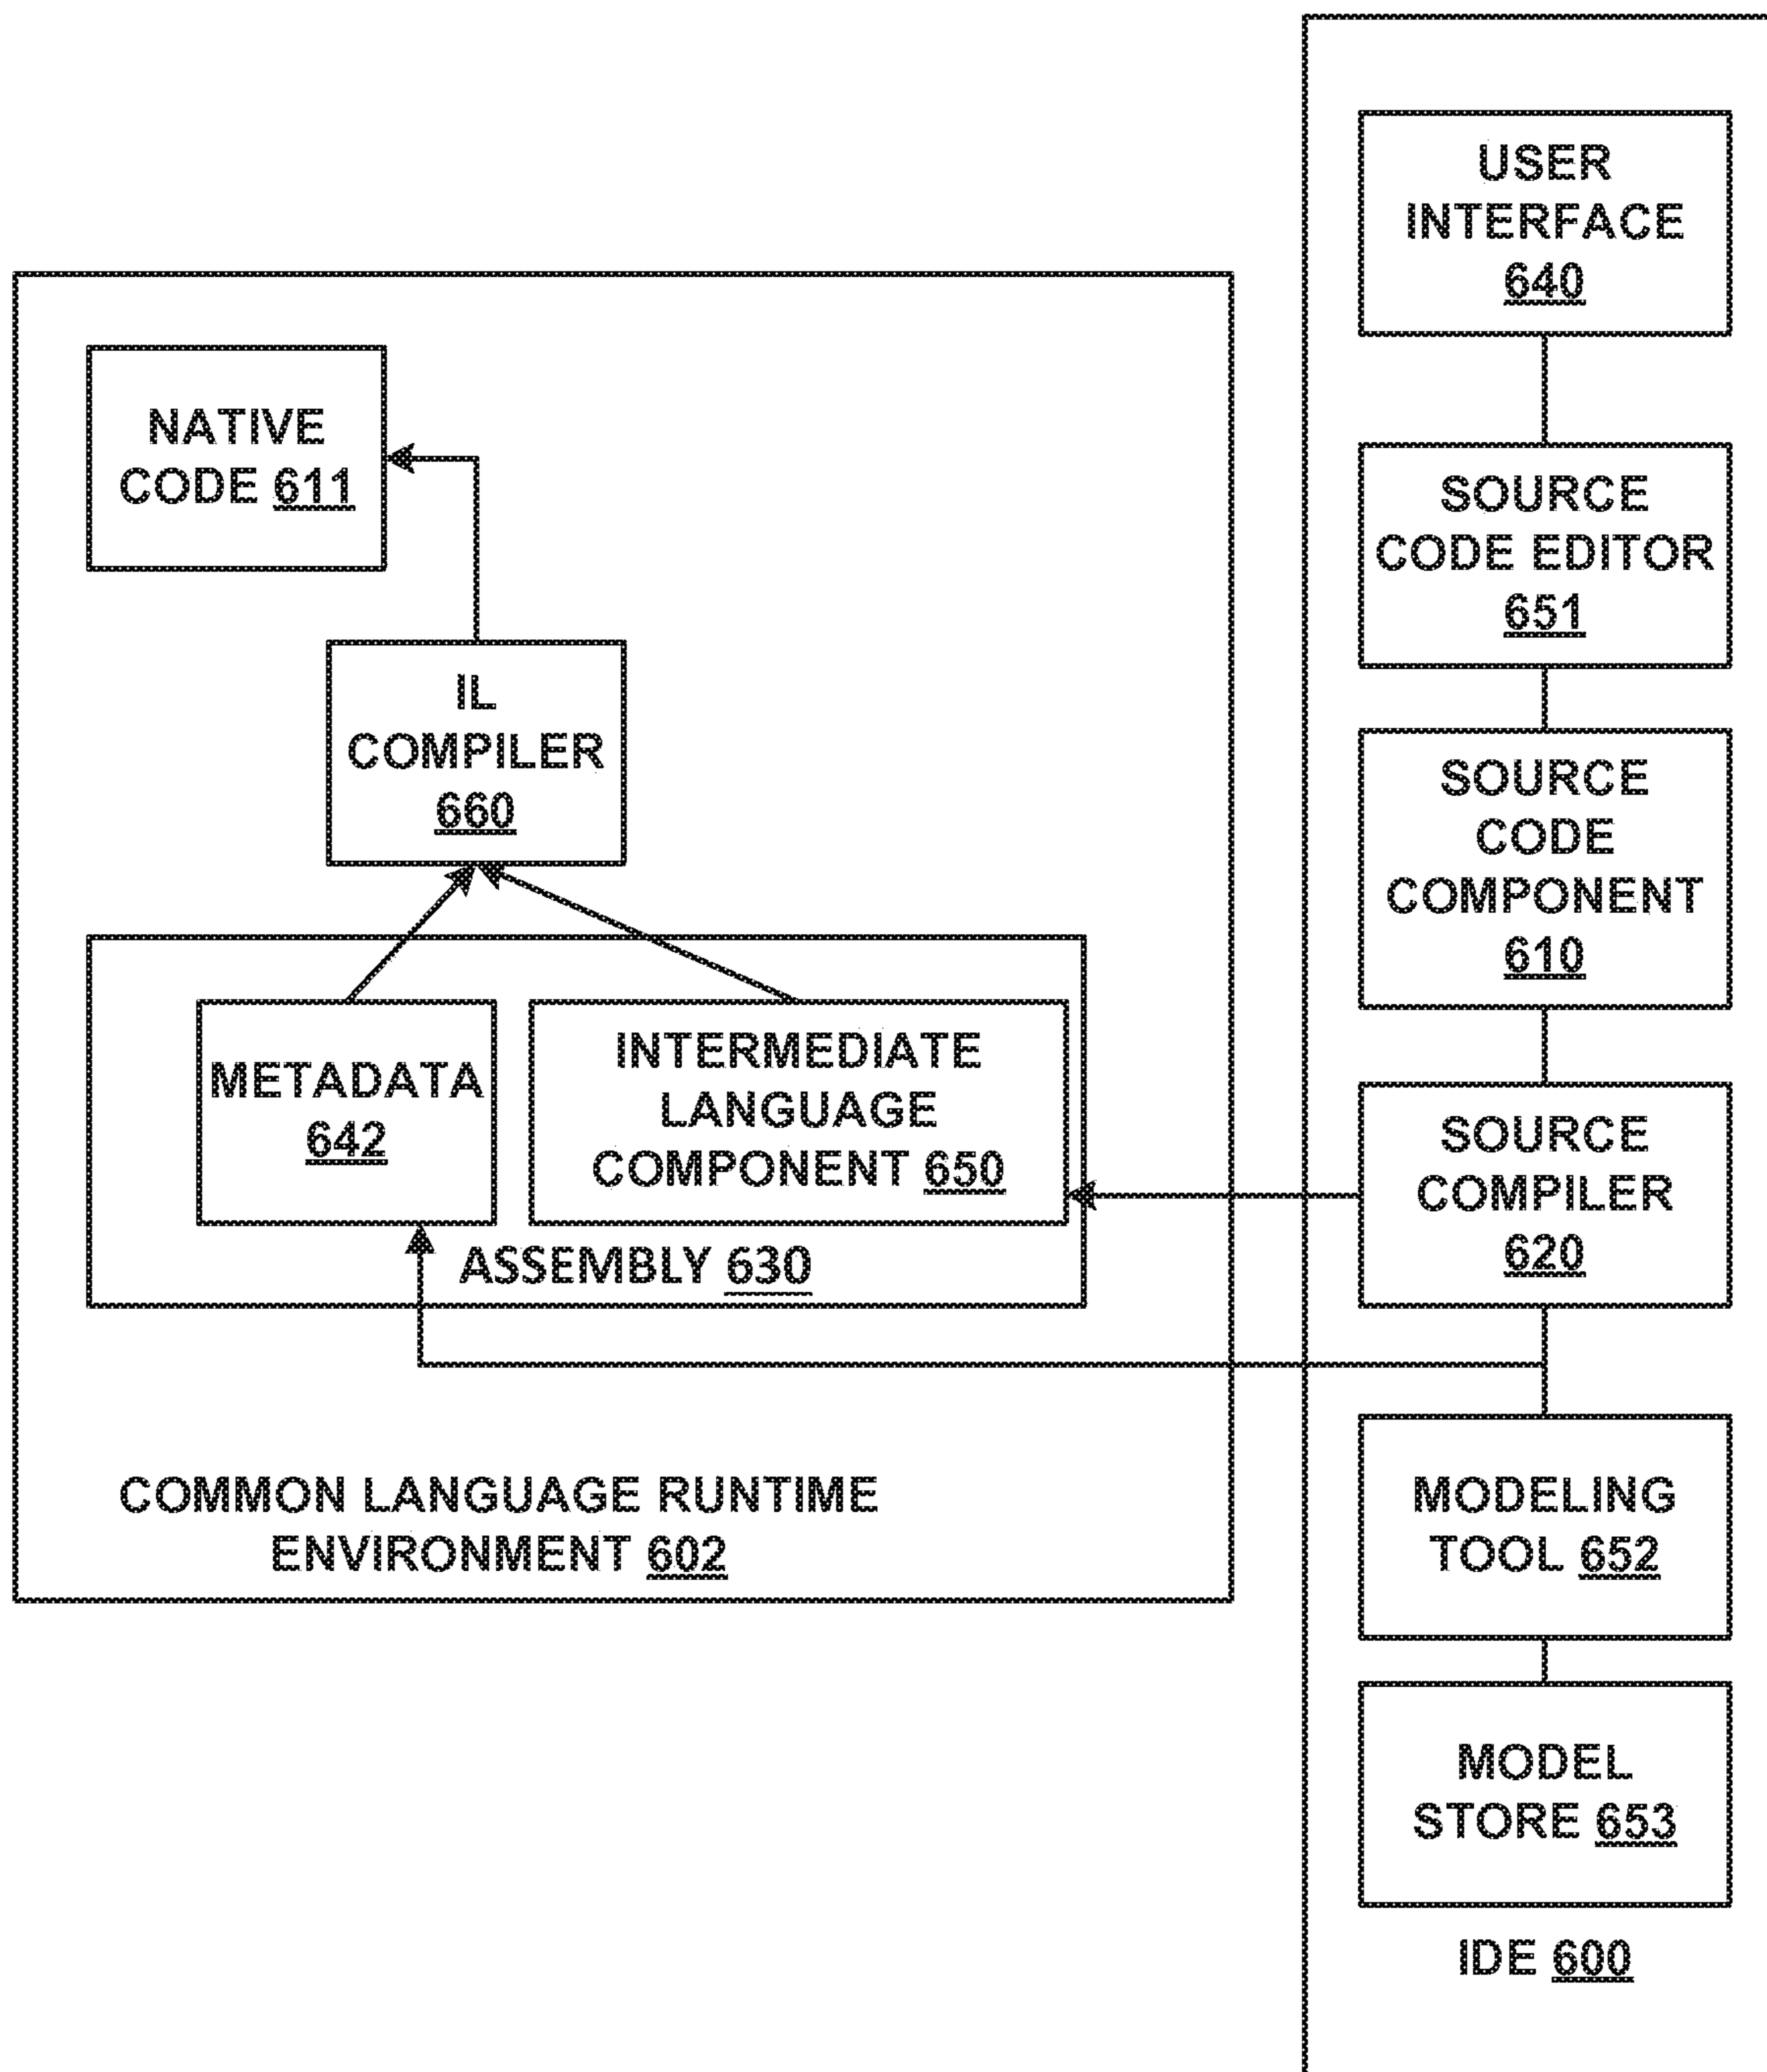 USER
INTERFACE
640
NATIVE
CODE 611
SOURCE
CODE EDITOR
651
IL
COMPILER
660
SOURCE
CODE
COMPONENT
610
METADATA
642
INTERMEDIATE
LANGUAGE
COMPONENT 650
ASSEMBLY 630
SOURCE
COMPILER
620
COMMON LANGUAGE RUNTIME
ENVIRONMENT 602
MODELING
TOOL 652
MODEL
STORE 653
IDE 600